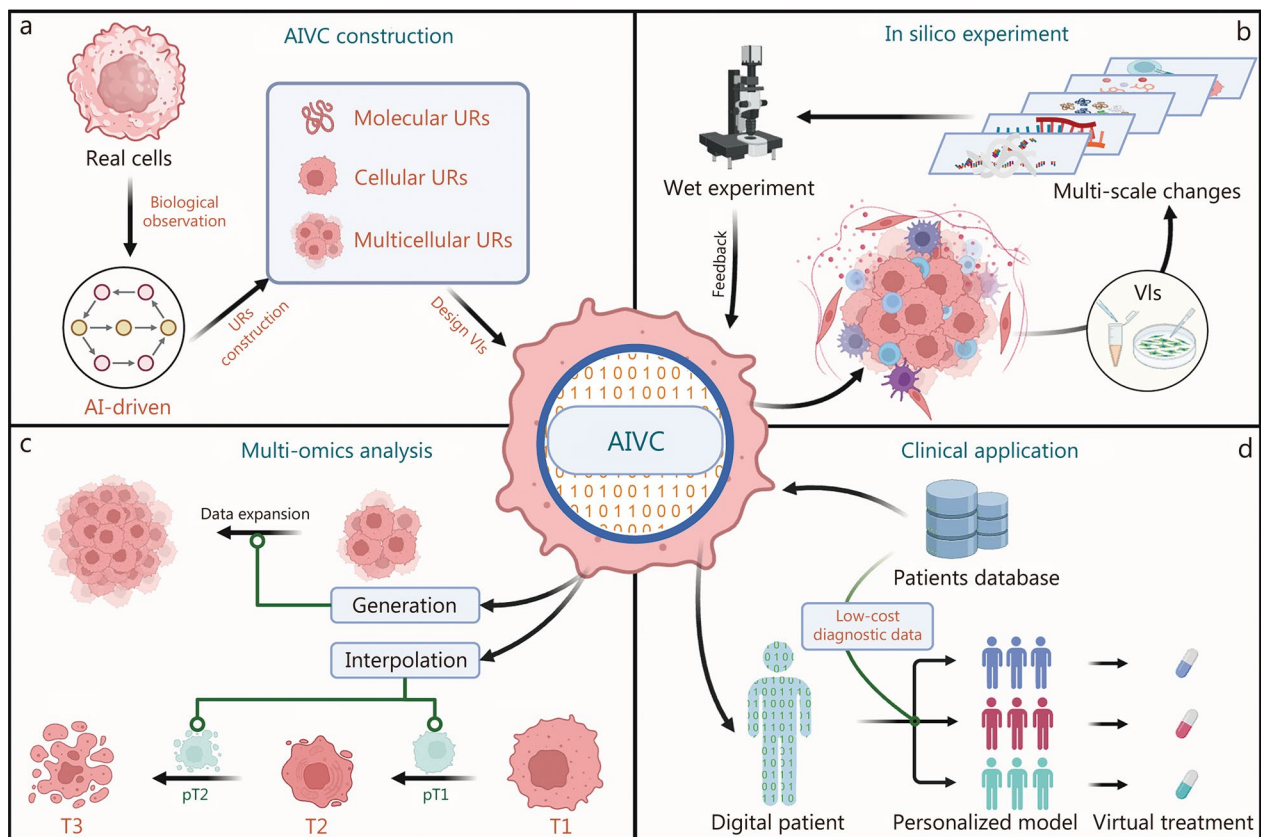 a
AIVC construction
Real cells
Biological
observation
AI-driven
URs
construction
Molecular URs
Cellular URs
Multicellular URs
Design VIs
b
In silico experiment
Wet experiment
Multi-scale changes
Feedback
VIs
AIVC
c
Multi-omics analysis
Data expansion
Generation
Interpolation
pT2
pT1
T3
T2
T1
d
Clinical application
Patients database
Low-cost
diagnostic data
Digital patient
Personalized model
Virtual treatment